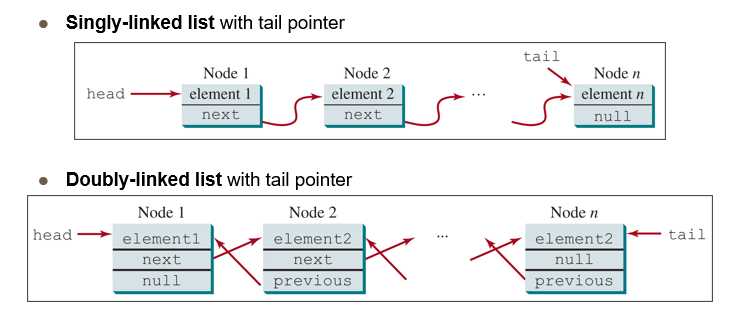 ● Singly-linked list with tail pointer
tail
Node 1 Node 2 Node n
head element 1 element 2 ... element n
next next null
● Doubly-linked list with tail pointer
Node 1 Node 2 Node n
head element1 element2 ... element2 tail
next next null
null previous previous